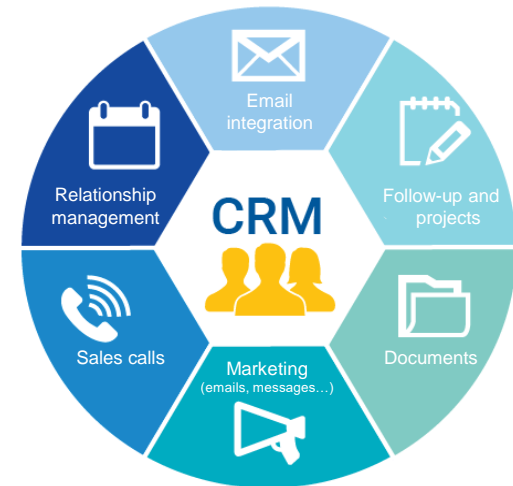 Email
integration
Relationship
management
Follow-up and
projects
CRM
Sales calls
Marketing
(emails, messages...)
Documents